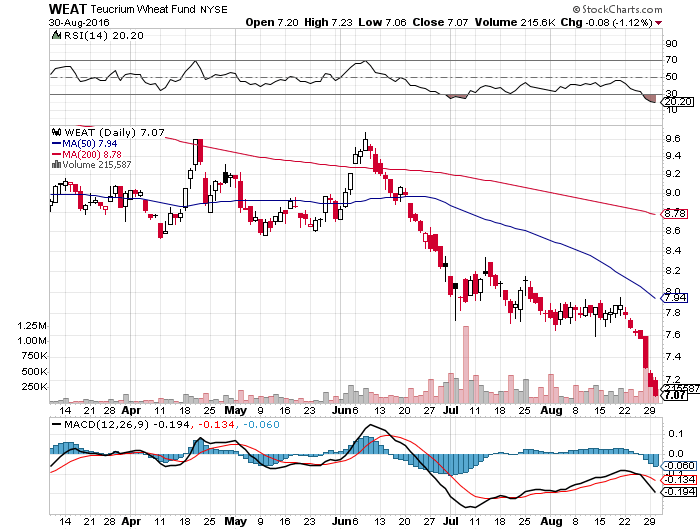 WEAT Teucrium Wheat Fund NYSE © StockCharts.com
30-Aug-2016 Open 7.20 High 7.23 Low 7.06 Close 7.07 Volume 215.6K Chg -0.08 (-1.12%)
RSI(14) 20.20
90
70
50
30
20.20
10
WEAT (Daily) 7.07
MA(50) 7.94
MA(200) 8.78
Volume 215,587
9.6
9.4
9.2
9.0
8.78
8.6
8.4
8.2
8.0
7.94
7.8
7.6
7.4
7.2
215587
7.07
1.25M
1.00M
750K
500K
250K
14 21 28 Apr 11 18 25 May 9 16 23 Jun 6 13 20 27 Jul 11 18 25 Aug 8 15 22 29
MACD(12,26,9) -0.194, -0.134, -0.060
0.1
0.0
-0.060
-0.134
-0.194
14 21 28 Apr 11 18 25 May 9 16 23 Jun 6 13 20 27 Jul 11 18 25 Aug 8 15 22 29